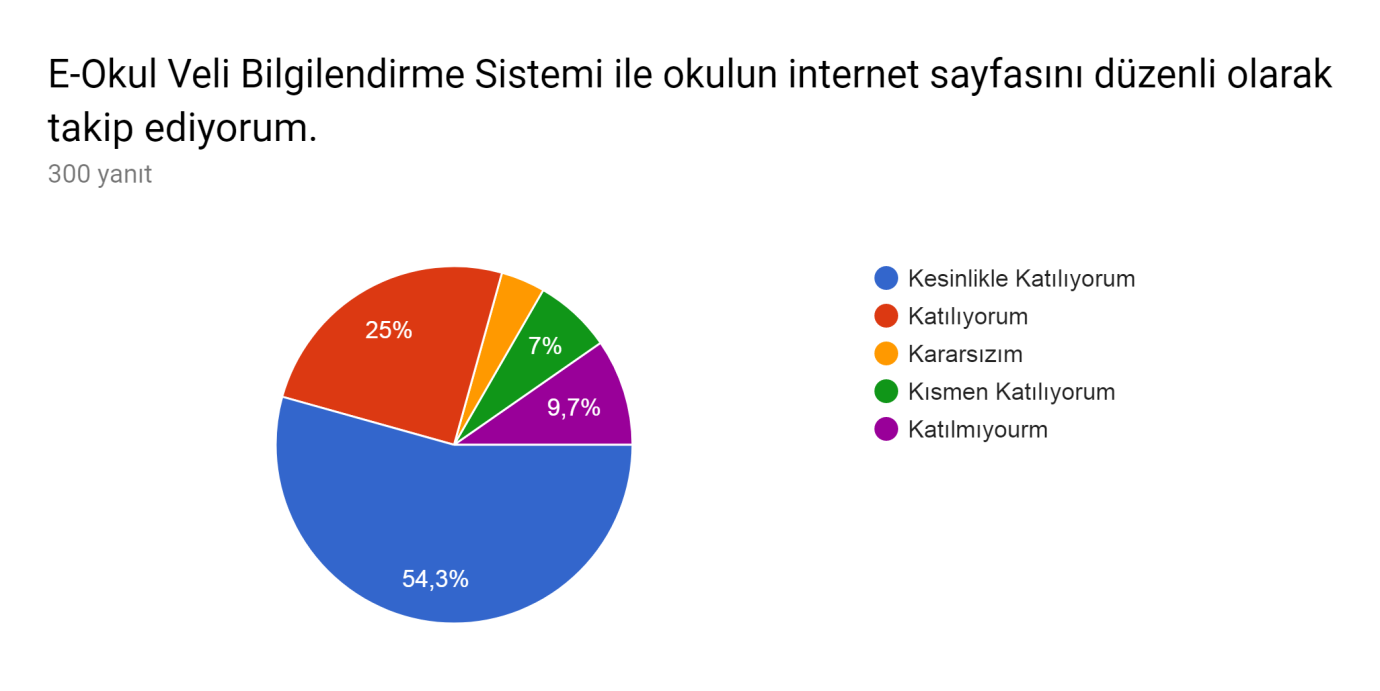 E-Okul Veli Bilgilendirme Sistemi ile okulun internet sayfasını düzenli olarak
takip ediyorum.
300 yanıt
Kesinlikle Katılıyorum
Katılıyorum
Kararsızım
Kısmen Katılıyorum
Katılmıyourm
25%
7%
9,7%
54,3%